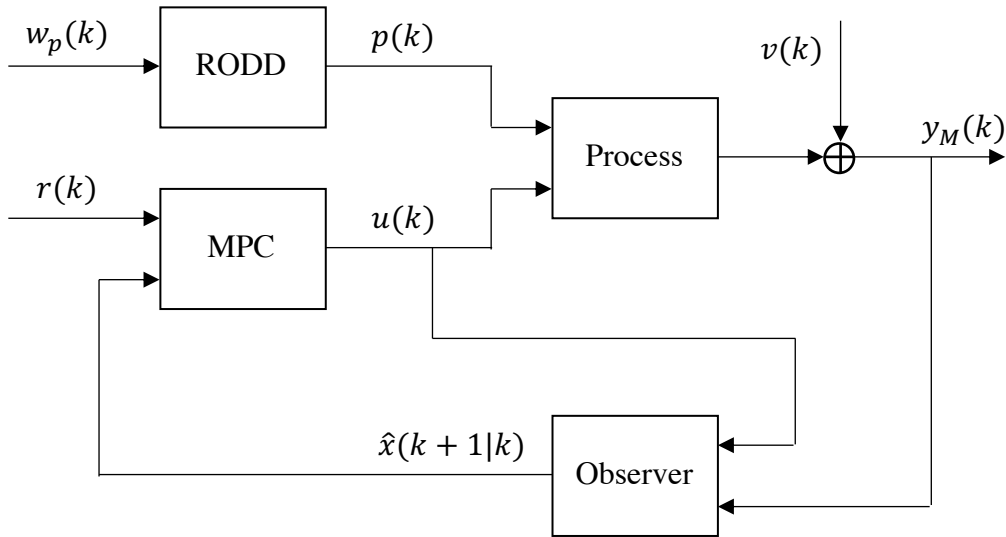 w_p(k)
RODD
p(k)
v(k)
Process
y_M(k)
r(k)
MPC
u(k)
x̂(k + 1|k)
Observer